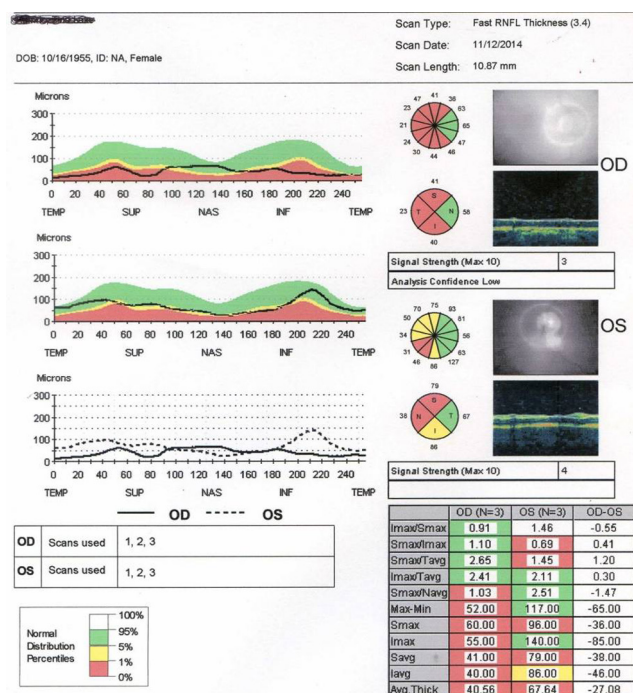 Scan Type: Fast RNFL Thickness (3.4)
Scan Date: 11/12/2014
DOB: 10/16/1955, ID: NA, Female
Scan Length: 10.87 mm
Microns
300
200
100
0
0 20 40 60 80 100 120 140 160 180 200 220 240
TEMP SUP NAS INF TEMP
47 41 36
23 63
21 65
24 47
30 44 46
41
S
23 T N 58
I
40
OD
Signal Strength (Max 10) 3
Analysis Confidence Low
Microns
300
200
100
0
0 20 40 60 80 100 120 140 160 180 200 220 240
TEMP SUP NAS INF TEMP
70 75 93
50 81
34 56
31 63
46 86 127
79
S
38 N T 67
I
86
OS
Signal Strength (Max 10) 4
Microns
300
200
100
0
0 20 40 60 80 100 120 140 160 180 200 220 240
TEMP SUP NAS INF TEMP
OD OS
OD Scans used 1, 2, 3
OS Scans used 1, 2, 3
Normal
Distribution
Percentiles
100%
95%
5%
1%
0%
OD (N=3) OS (N=3) OD-OS
Imax/Smax 0.91 1.46 -0.55
Smax/Imax 1.10 0.69 0.41
Smax/Tavg 2.65 1.45 1.20
Imax/Tavg 2.41 2.11 0.30
Smax/Navg 1.03 2.51 -1.47
Max-Min 52.00 117.00 -65.00
Smax 60.00 96.00 -36.00
Imax 55.00 140.00 -85.00
Savg 41.00 79.00 -38.00
Iavg 40.00 86.00 -46.00
Avg.Thick 40.56 67.64 -27.08